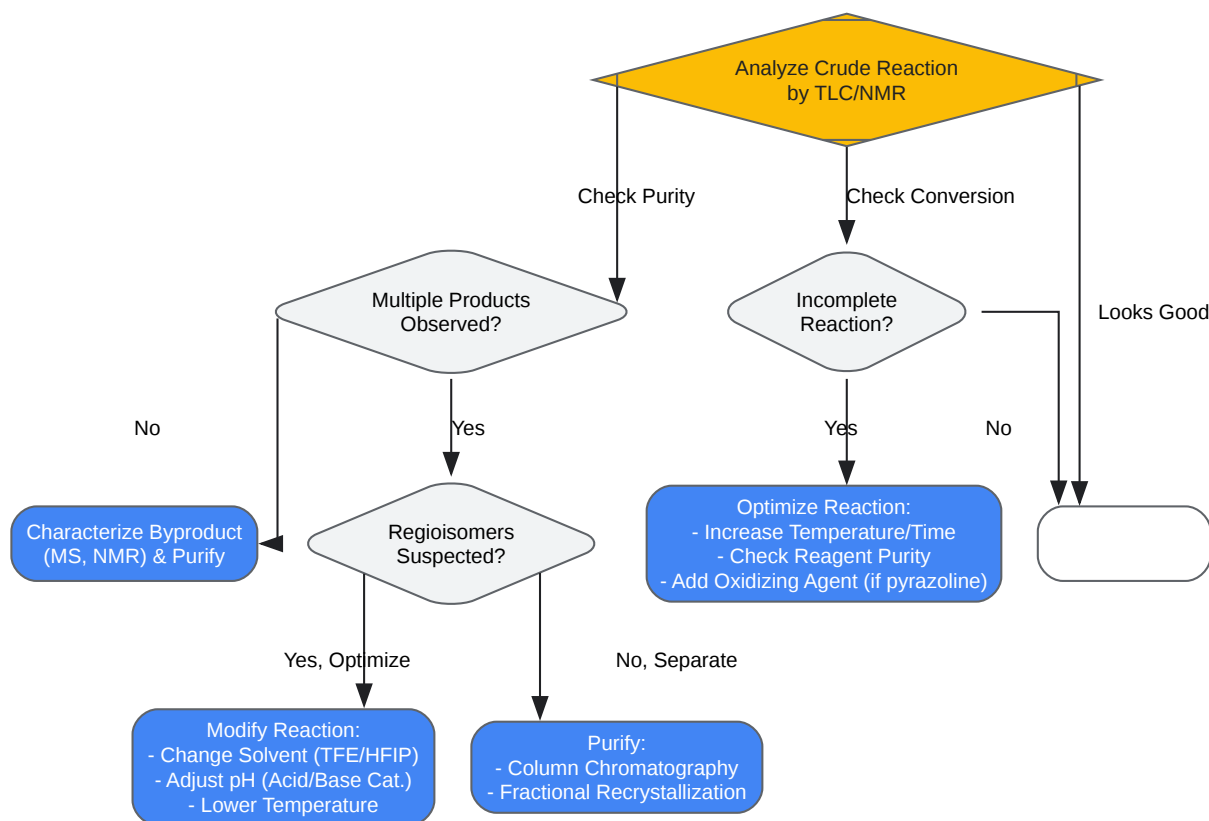 Analyze Crude Reaction
by TLC/NMR
Check Purity
Check Conversion
Multiple Products
Observed?
Incomplete
Reaction?
Looks Good
No
Yes
Yes
No
Characterize Byproduct
(MS, NMR) & Purify
Regioisomers
Suspected?
Optimize Reaction:
- Increase Temperature/Time
- Check Reagent Purity
- Add Oxidizing Agent (if pyrazoline)
Yes, Optimize
No, Separate
Modify Reaction:
- Change Solvent (TFE/HFIP)
- Adjust pH (Acid/Base Cat.)
- Lower Temperature
Purify:
- Column Chromatography
- Fractional Recrystallization